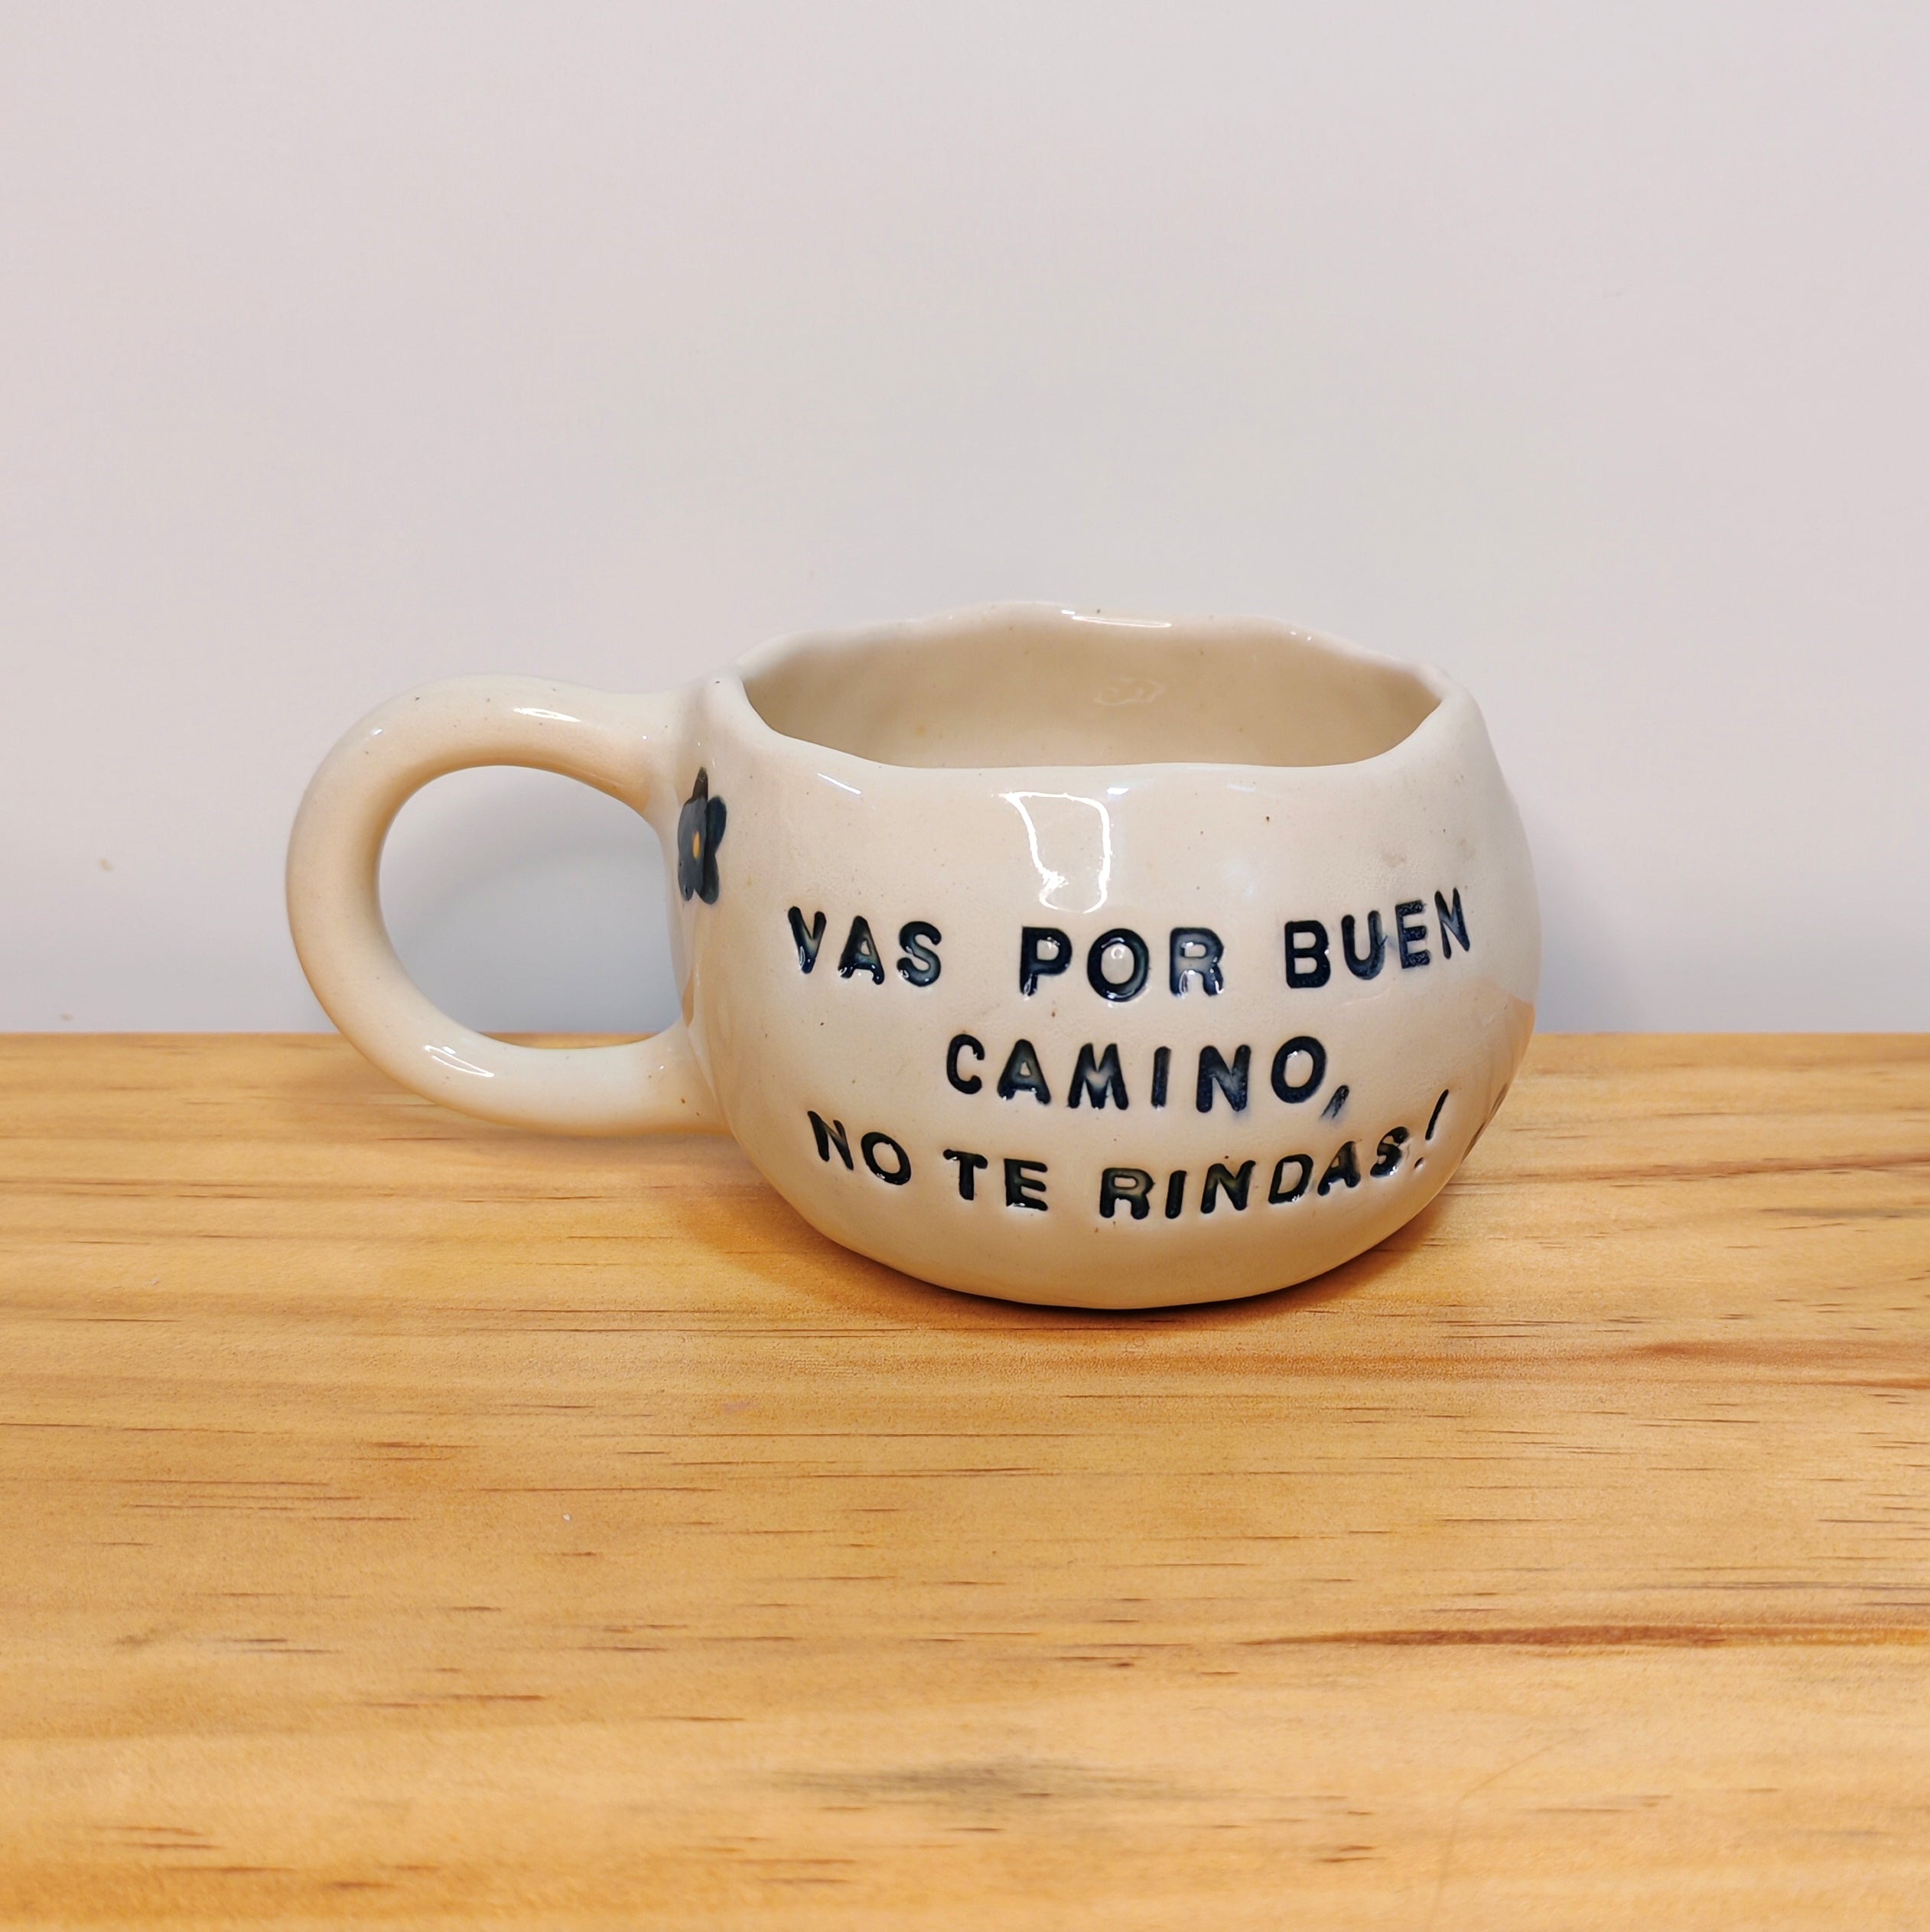 VAS POR BUEN
CAMINO,
NO TE RINDAS!